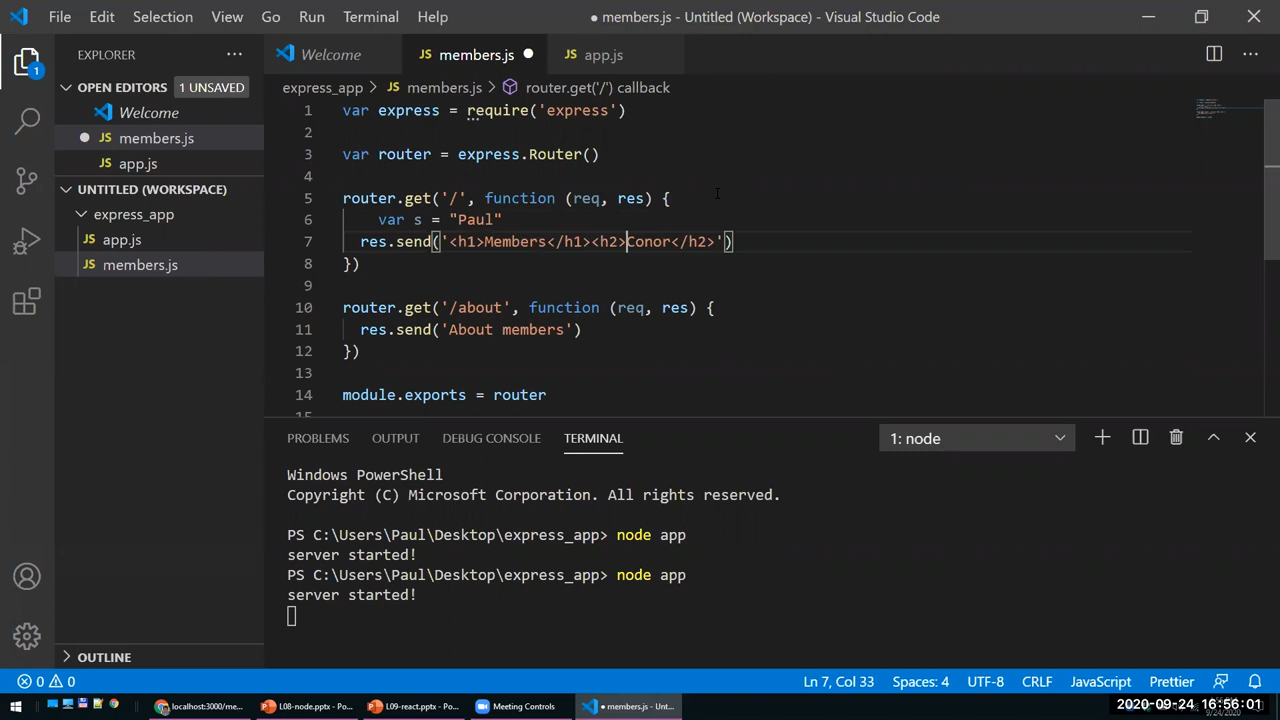 File Edit Selection View Go Run Terminal Help
● members.js - Untitled (Workspace) - Visual Studio Code
EXPLORER
OPEN EDITORS 1 UNSAVED
Welcome
JS members.js
JS app.js
UNTITLED (WORKSPACE)
express_app
JS app.js
JS members.js
OUTLINE
1
Welcome
JS members.js
JS app.js
express_app > JS members.js > router.get('/') callback
1 var express = require('express')
2
3 var router = express.Router()
4
5 router.get('/', function (req, res) {
6 var s = "Paul"
7 res.send('<h1>Members</h1><h2>Conor</h2>')
8 })
9
10 router.get('/about', function (req, res) {
11 res.send('About members')
12 })
13
14 module.exports = router
15
PROBLEMS OUTPUT DEBUG CONSOLE TERMINAL
1: node
Windows PowerShell
Copyright (C) Microsoft Corporation. All rights reserved.
PS C:\Users\Paul\Desktop\express_app> node app
server started!
PS C:\Users\Paul\Desktop\express_app> node app
server started!
0 0
Ln 7, Col 33 Spaces: 4 UTF-8 CRLF JavaScript Prettier
localhost:3000/me...
L08-node.pptx - Po...
L09-react.pptx - Po...
Meeting Controls
● members.js - Unt...
2020-09-24 16:56:01